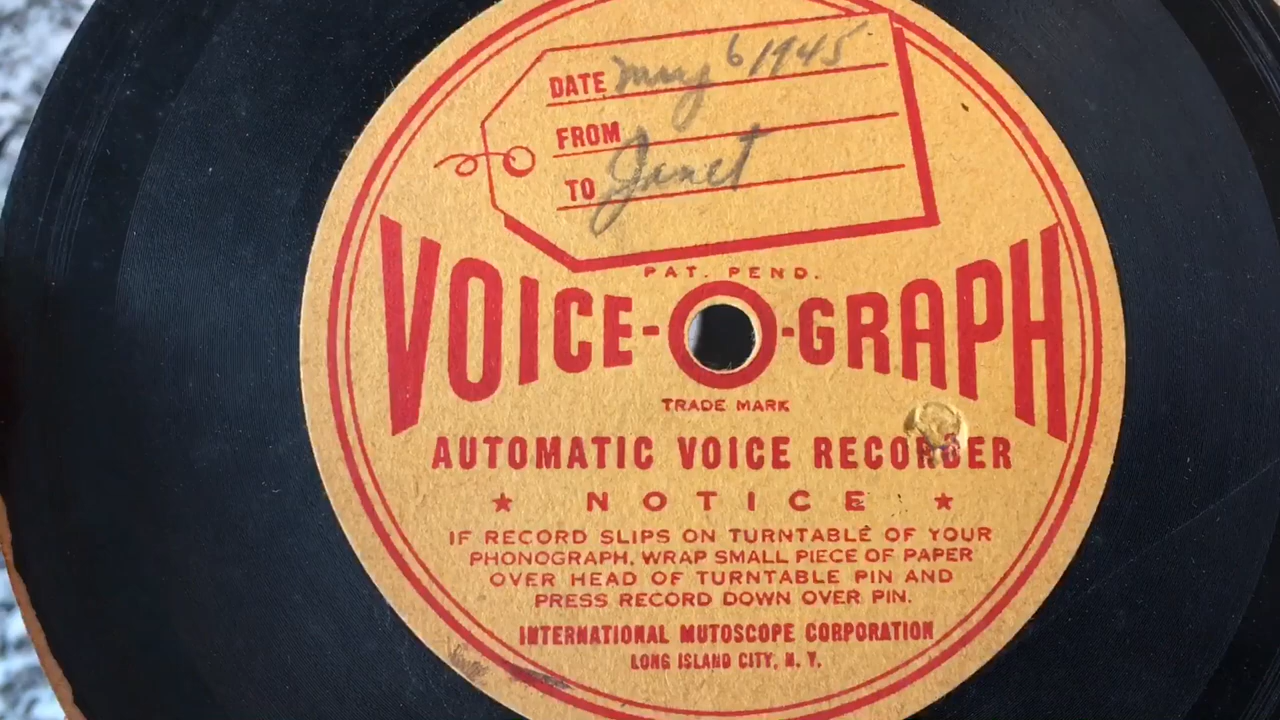 DATE May 6 1945
FROM
TO Janet
PAT. PEND.
VOICE-O-GRAPH
TRADE MARK
AUTOMATIC VOICE RECORDER
★ NOTICE ★
IF RECORD SLIPS ON TURNTABLE OF YOUR
PHONOGRAPH, WRAP SMALL PIECE OF PAPER
OVER HEAD OF TURNTABLE PIN AND
PRESS RECORD DOWN OVER PIN.
INTERNATIONAL MUTOSCOPE CORPORATION
LONG ISLAND CITY, N. Y.